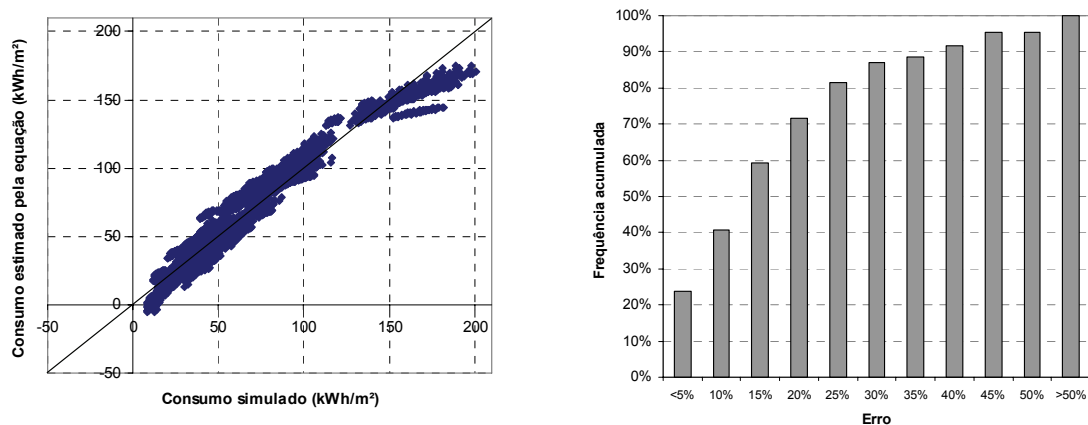 Consumo estimado pela equação (kWh/m²)
200
150
100
50
0
-50
-50 0 50 100 150 200
Consumo simulado (kWh/m²)
Frequência acumulada
100%
90%
80%
70%
60%
50%
40%
30%
20%
10%
0%
<5% 10% 15% 20% 25% 30% 35% 40% 45% 50% >50%
Erro